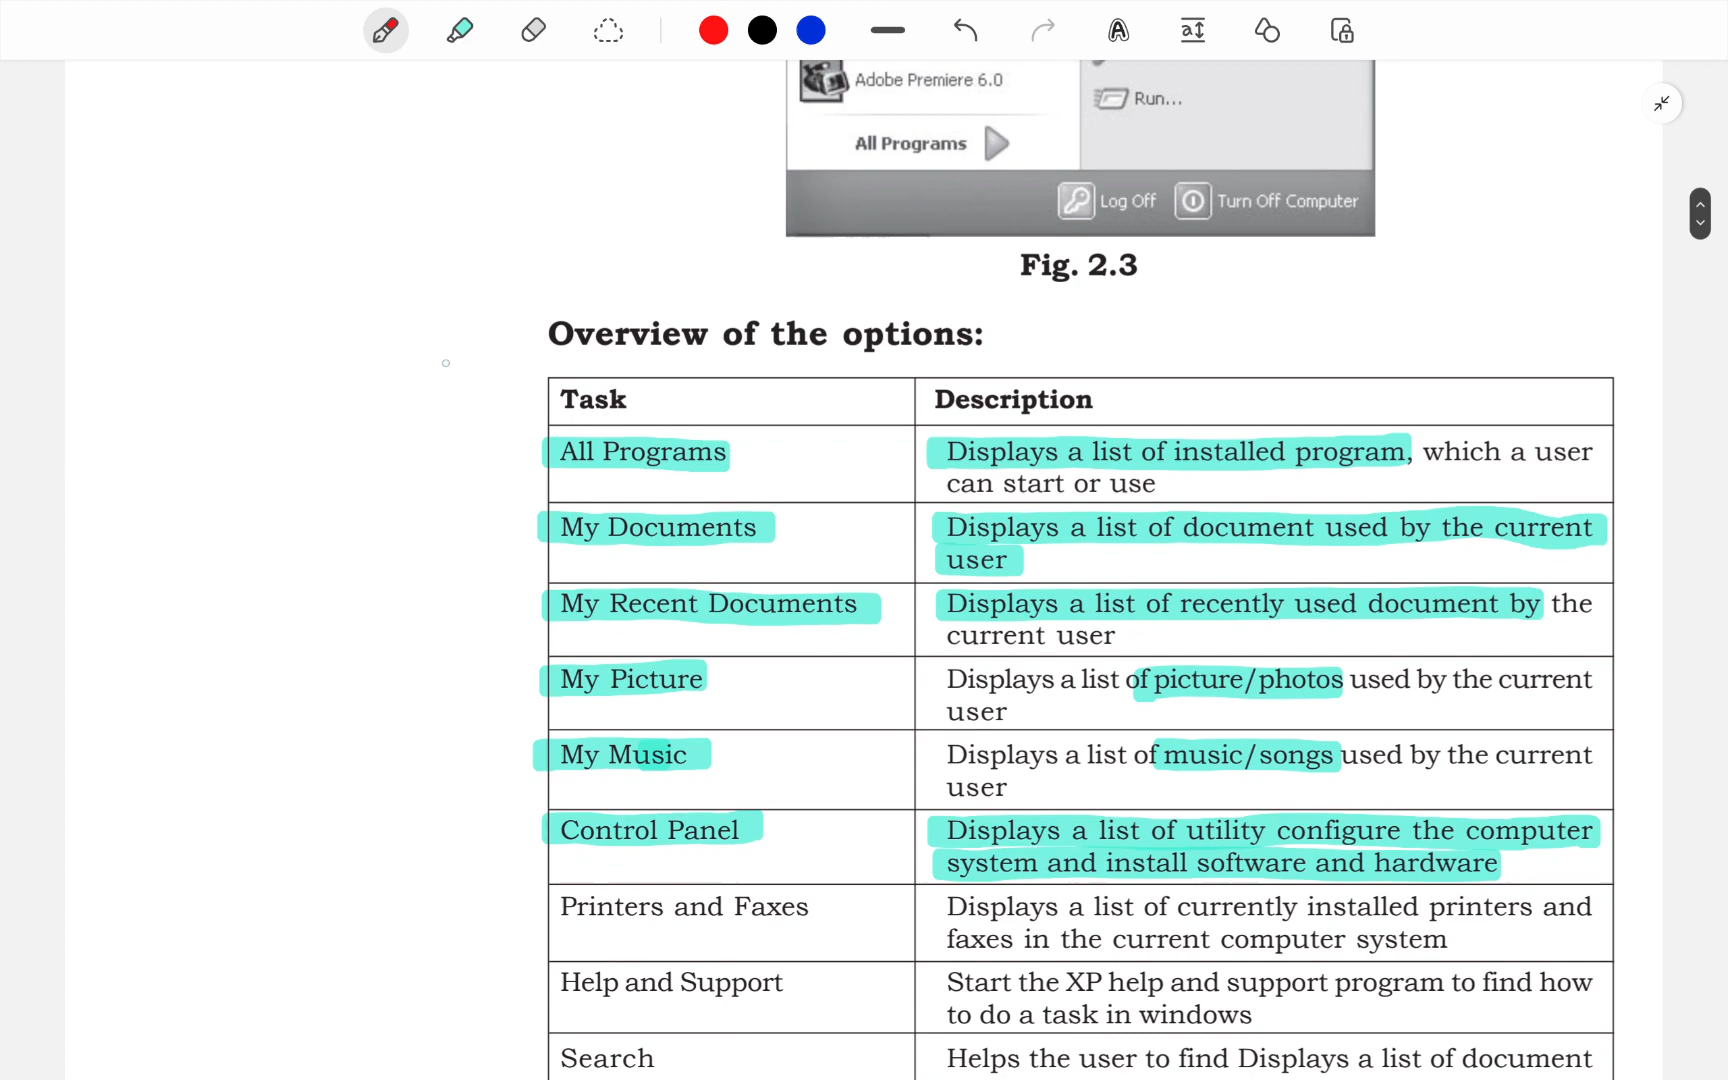 Adobe Premiere 6.0
Run...
All Programs
Log Off
Turn Off Computer
Fig. 2.3
Overview of the options:
Task
Description
All Programs
Displays a list of installed program, which a user
can start or use
My Documents
Displays a list of document used by the current
user
My Recent Documents
Displays a list of recently used document by the
current user
My Picture
Displays a list of picture/photos used by the current
user
My Music
Displays a list of music/songs used by the current
user
Control Panel
Displays a list of utility configure the computer
system and install software and hardware
Printers and Faxes
Displays a list of currently installed printers and
faxes in the current computer system
Help and Support
Start the XP help and support program to find how
to do a task in windows
Search
Helps the user to find Displays a list of document